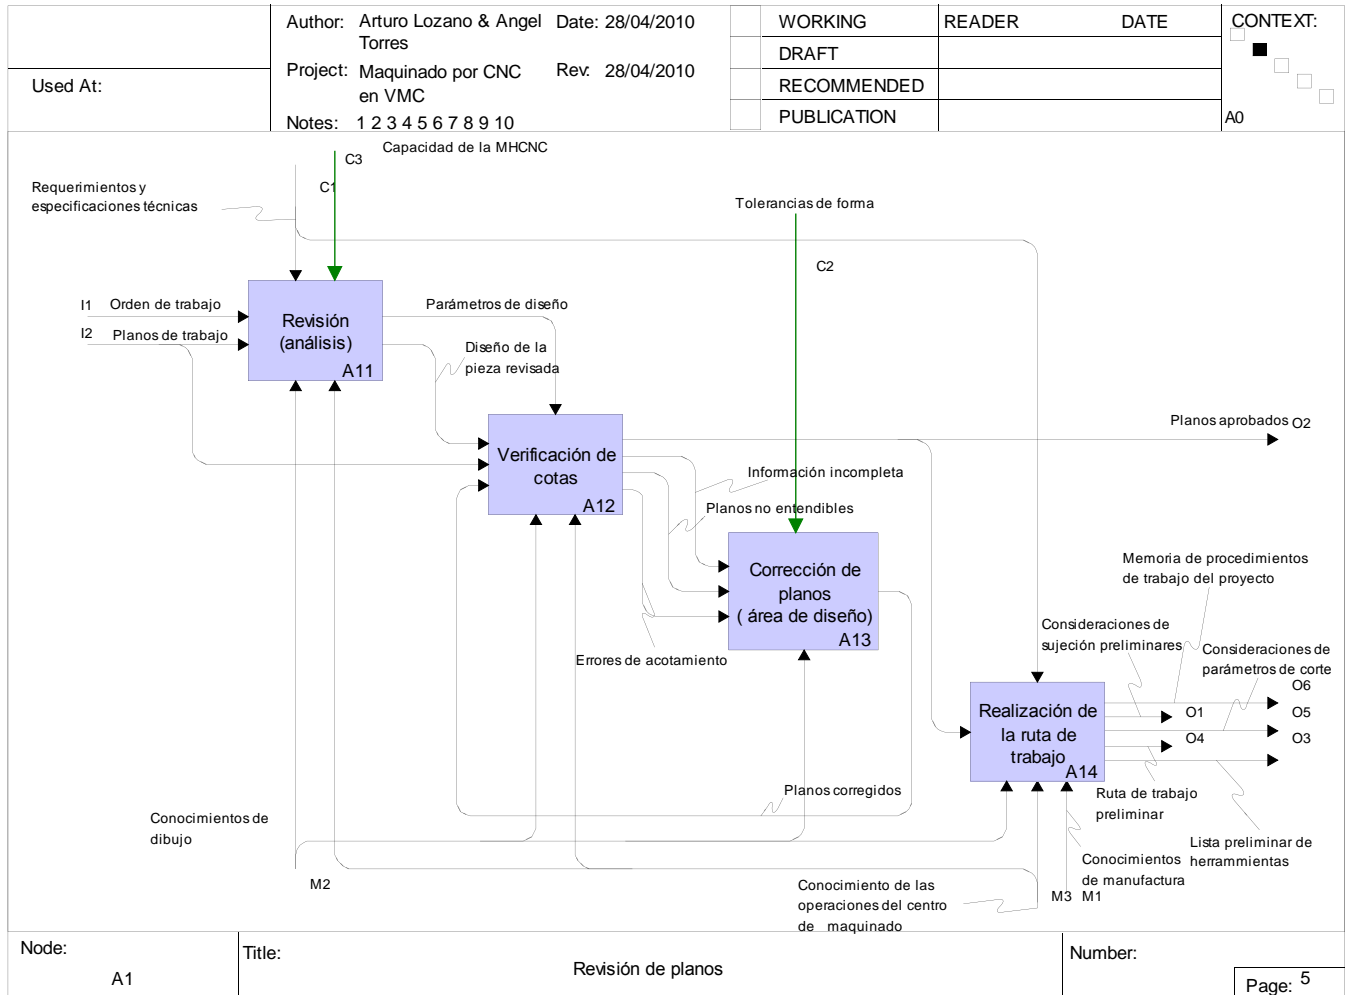 Used At:
Author: Arturo Lozano & Angel
Torres
Date: 28/04/2010
Project: Maquinado por CNC
en VMC
Rev: 28/04/2010
Notes: 1 2 3 4 5 6 7 8 9 10
WORKING
DRAFT
RECOMMENDED
PUBLICATION
READER DATE
CONTEXT:
A0
C3 Capacidad de la MHCNC
C1
Requerimientos y
especificaciones técnicas
Tolerancias de forma
C2
I1 Orden de trabajo
I2 Planos de trabajo
Revisión
(análisis)
A11
Parámetros de diseño
Diseño de la
pieza revisada
Verificación de
cotas
A12
Planos aprobados O2
Información incompleta
Planos no entendibles
Errores de acotamiento
Corrección de
planos
( área de diseño)
A13
Memoria de procedimientos
de trabajo del proyecto
Consideraciones de
sujeción preliminares
Consideraciones de
parámetros de corte
Realización de
la ruta de
trabajo
A14
O6
O1
O5
O4
O3
Ruta de trabajo
preliminar
Lista preliminar de
herrammientas
Planos corregidos
Conocimientos de
dibujo
M2
Conocimiento de las
operaciones del centro
de maquinado
Conocimientos
de manufactura
M3 M1
Node:
A1
Title:
Revisión de planos
Number:
Page: 5